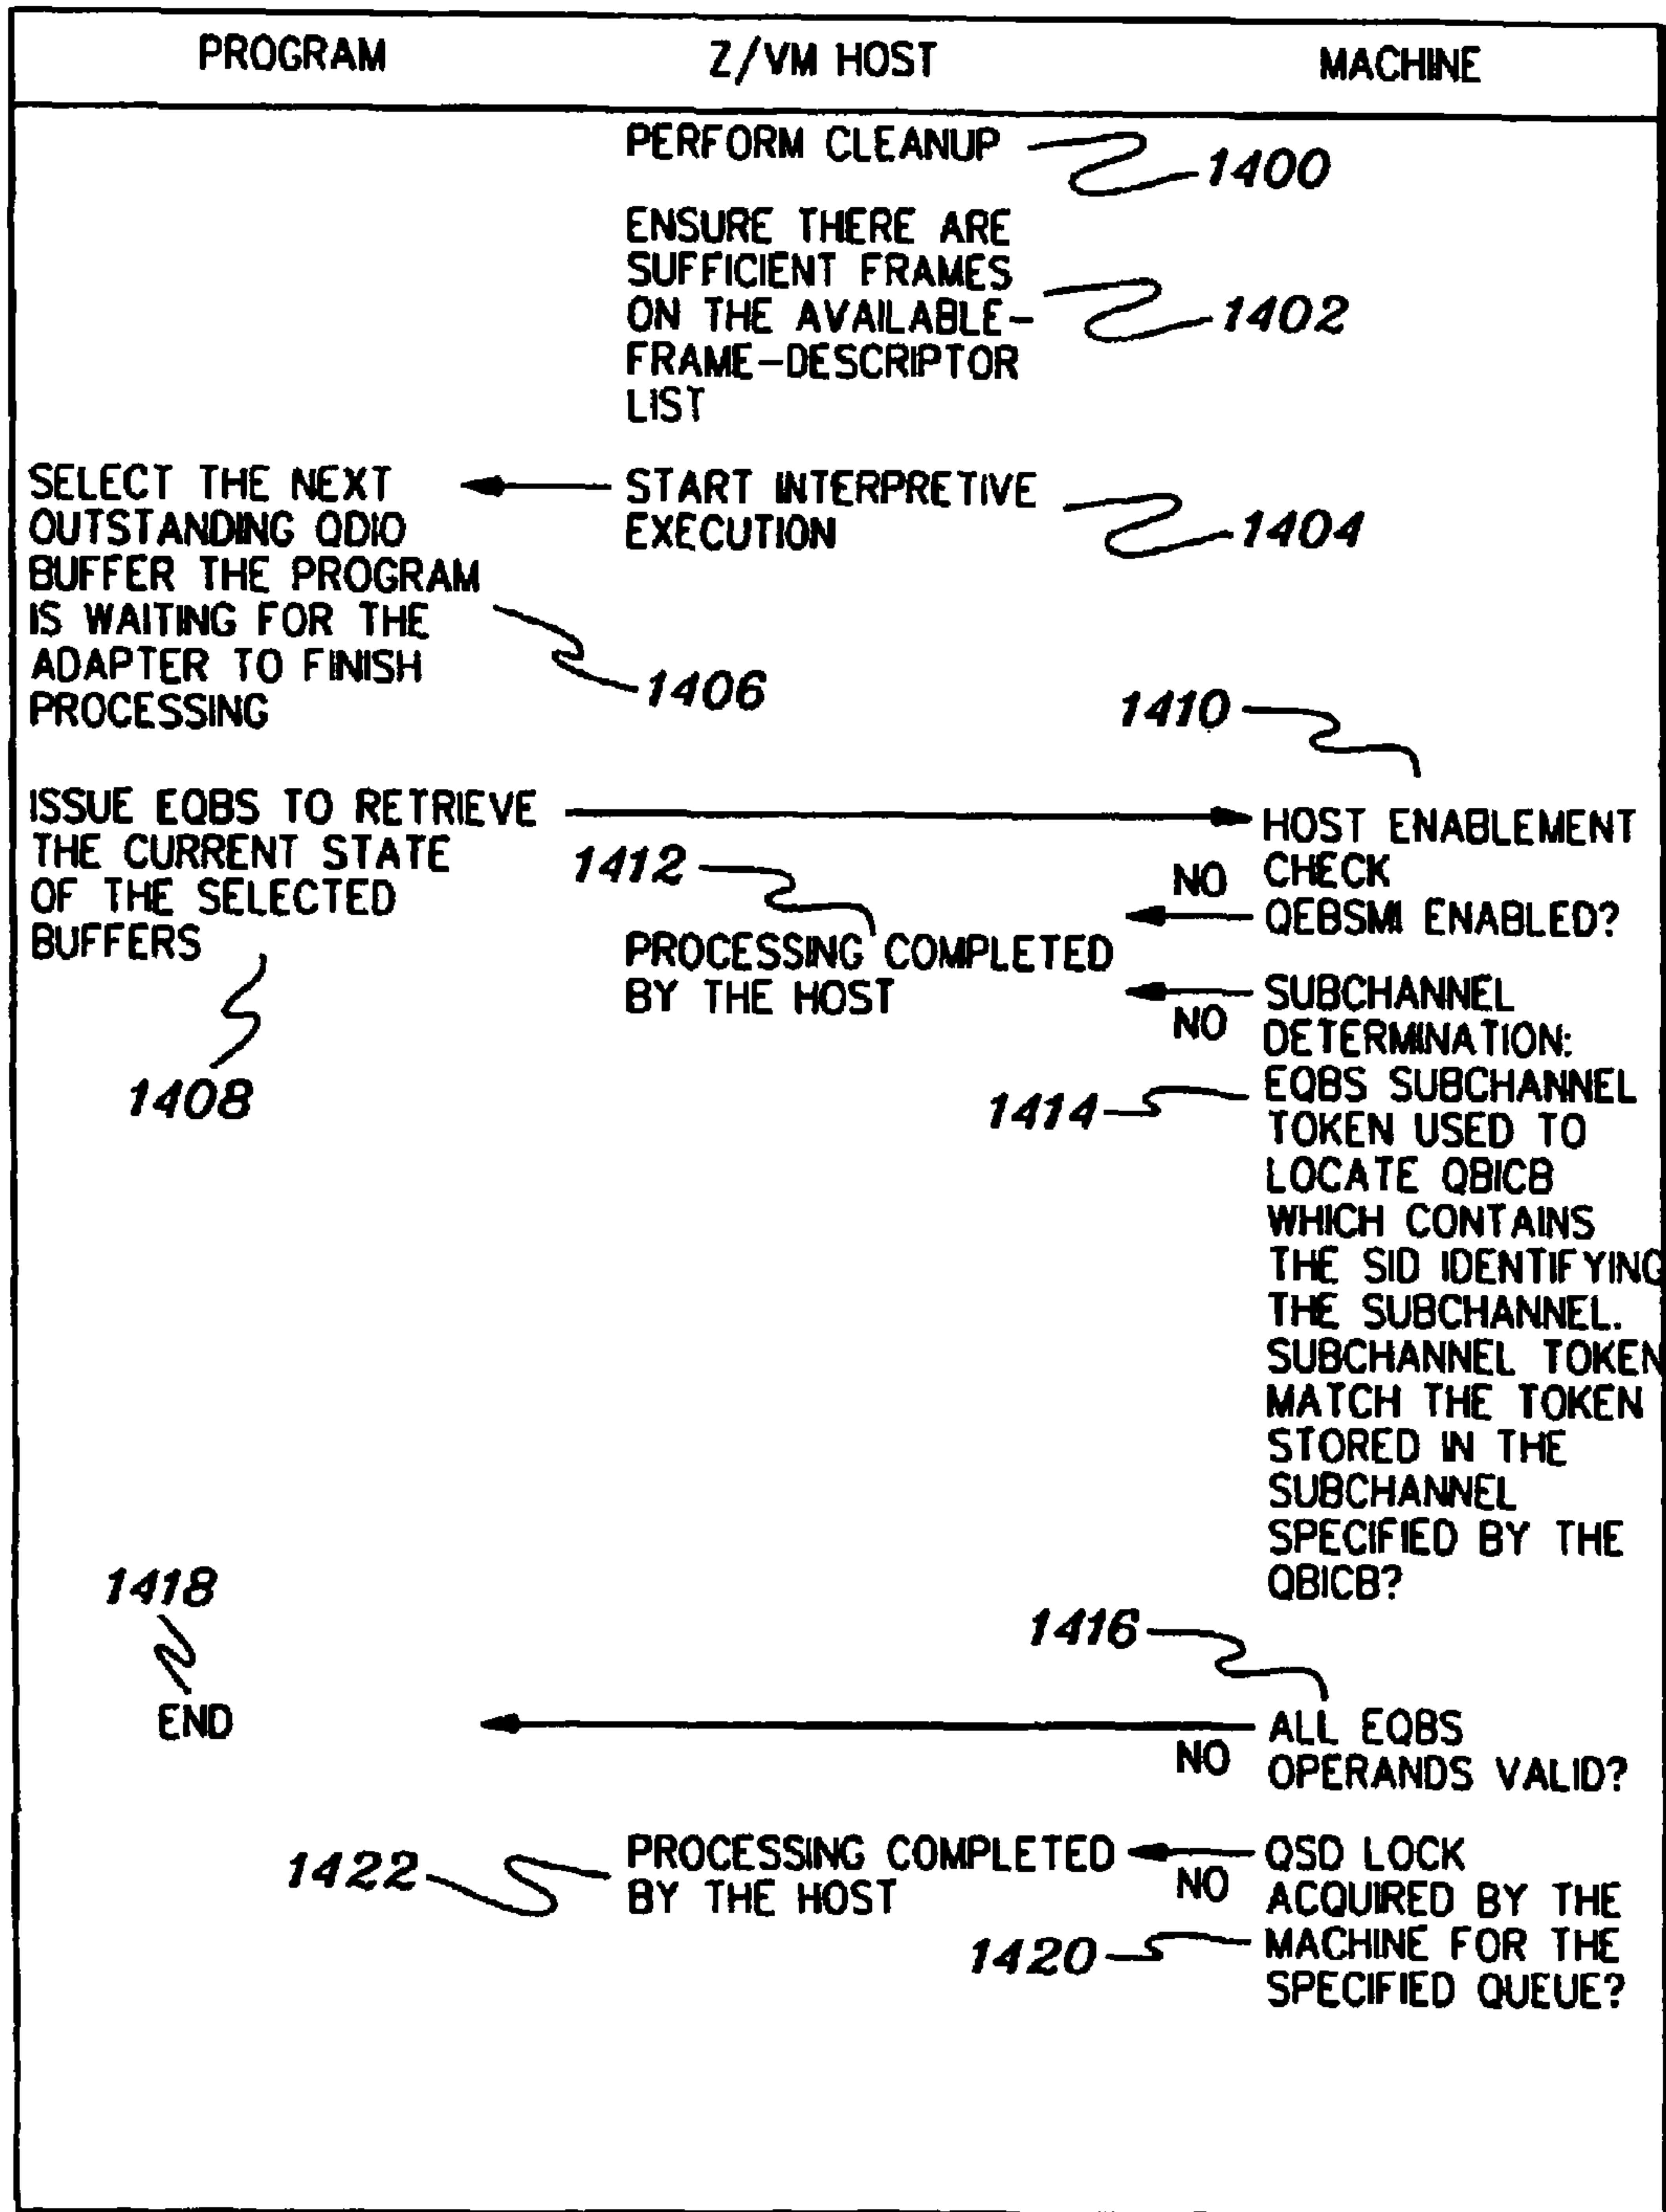 PROGRAM
Z/VM HOST
MACHINE
PERFORM CLEANUP
1400
ENSURE THERE ARE
SUFFICIENT FRAMES
ON THE AVAILABLE-
FRAME-DESCRIPTOR
LIST
1402
SELECT THE NEXT
OUTSTANDING QDIO
BUFFER THE PROGRAM
IS WAITING FOR THE
ADAPTER TO FINISH
PROCESSING
START INTERPRETIVE
EXECUTION
1404
1406
1410
ISSUE EQBS TO RETRIEVE
THE CURRENT STATE
OF THE SELECTED
BUFFERS
1408
HOST ENABLEMENT
CHECK
QEBSMI ENABLED?
NO
1412
PROCESSING COMPLETED
BY THE HOST
NO
SUBCHANNEL
DETERMINATION:
EQBS SUBCHANNEL
TOKEN USED TO
LOCATE QBICB
WHICH CONTAINS
THE SID IDENTIFYING
THE SUBCHANNEL.
SUBCHANNEL TOKEN
MATCH THE TOKEN
STORED IN THE
SUBCHANNEL
SPECIFIED BY THE
QBICB?
1414
1418
END
1416
NO
ALL EQBS
OPERANDS VALID?
1422
PROCESSING COMPLETED
BY THE HOST
NO
QSD LOCK
ACQUIRED BY THE
MACHINE FOR THE
SPECIFIED QUEUE?
1420